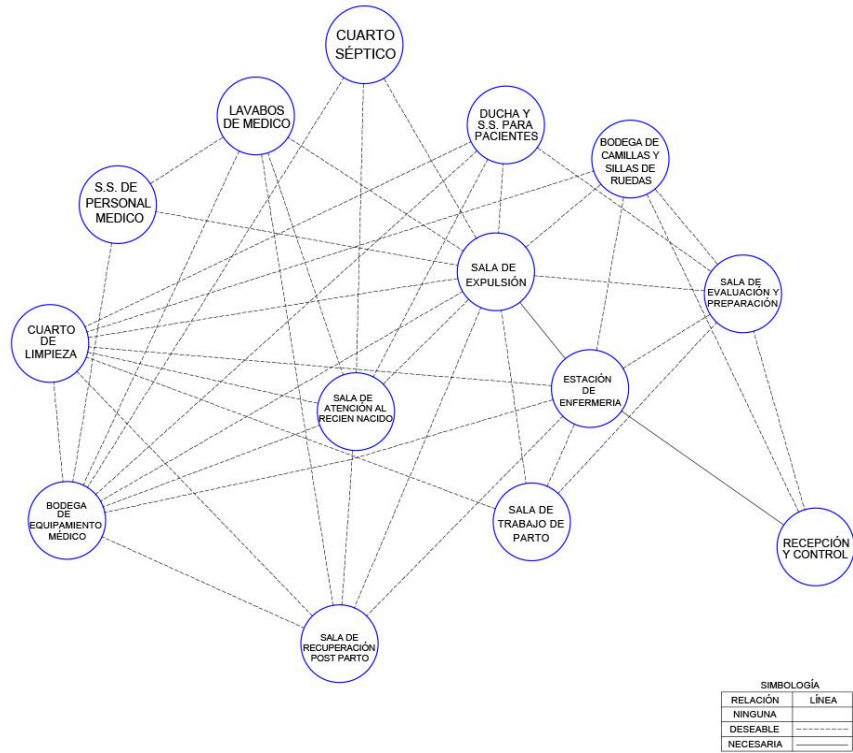 CUARTO
SÉPTICO
LAVABOS
DE MEDICO
DUCHA Y
S.S. PARA
PACIENTES
BODEGA DE
CAMILLAS Y
SILLAS DE
RUEDAS
S.S. DE
PERSONAL
MEDICO
SALA DE
EXPULSIÓN
SALA DE
EVALUACIÓN Y
PREPARACIÓN
CUARTO
DE
LIMPIEZA
SALA DE
ATENCIÓN AL
RECIEN NACIDO
ESTACIÓN
DE
ENFERMERIA
BODEGA
DE
EQUIPAMIENTO
MÉDICO
SALA DE
TRABAJO DE
PARTO
RECEPCIÓN
Y CONTROL
SALA DE
RECUPERACIÓN
POST PARTO
SIMBOLOGÍA
RELACIÓN LÍNEA
NINGUNA
DESEABLE
NECESARIA